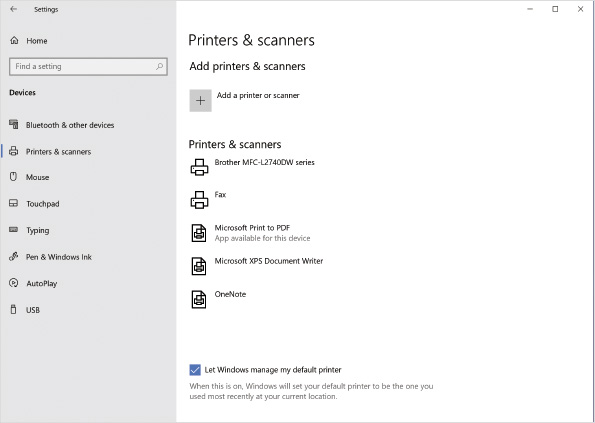 Settings
Home
Find a setting
Devices
Bluetooth & other devices
Printers & scanners
Mouse
Touchpad
Typing
Pen & Windows Ink
AutoPlay
USB
Printers & scanners
Add printers & scanners
Add a printer or scanner
Printers & scanners
Brother MFC-L2740DW series
Fax
Microsoft Print to PDF
App available for this device
Microsoft XPS Document Writer
OneNote
Let Windows manage my default printer
When this is on, Windows will set your default printer to be the one you
used most recently at your current location.